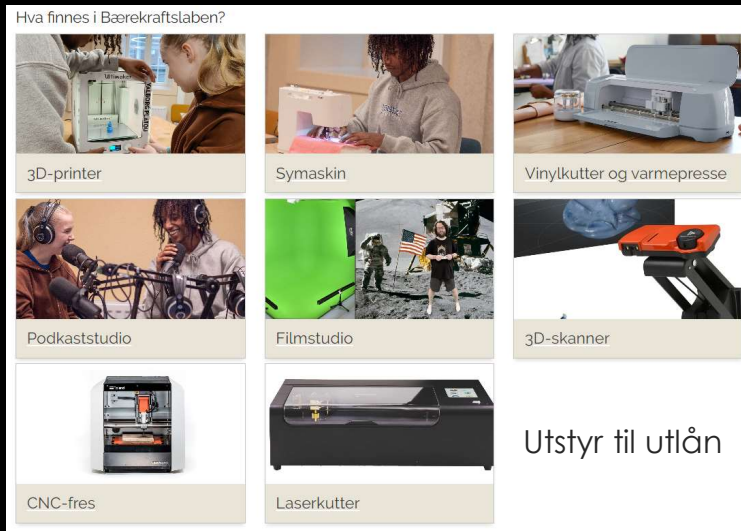 Hva finnes i Bærekraftslaben?
Ultimaker
3D-printer
Symaskin
Vinylkutter og varmepresse
Podkaststudio
Filmstudio
3D-skanner
CNC-fres
Laserkutter
Utstyr til utlån